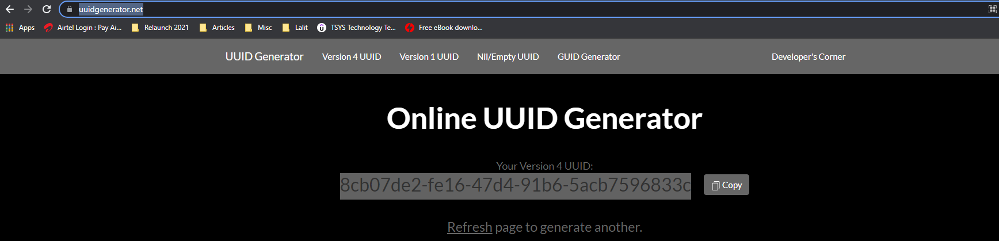 uuidgenerator.net
Apps Airtel Login : Pay Ai... Relaunch 2021 Articles Misc Lalit TSYS Technology Te... Free eBook downlo...
UUID Generator Version 4 UUID Version 1 UUID Nil/Empty UUID GUID Generator Developer's Corner
Online UUID Generator
Your Version 4 UUID:
8cb07de2-fe16-47d4-91b6-5acb7596833c Copy
Refresh page to generate another.